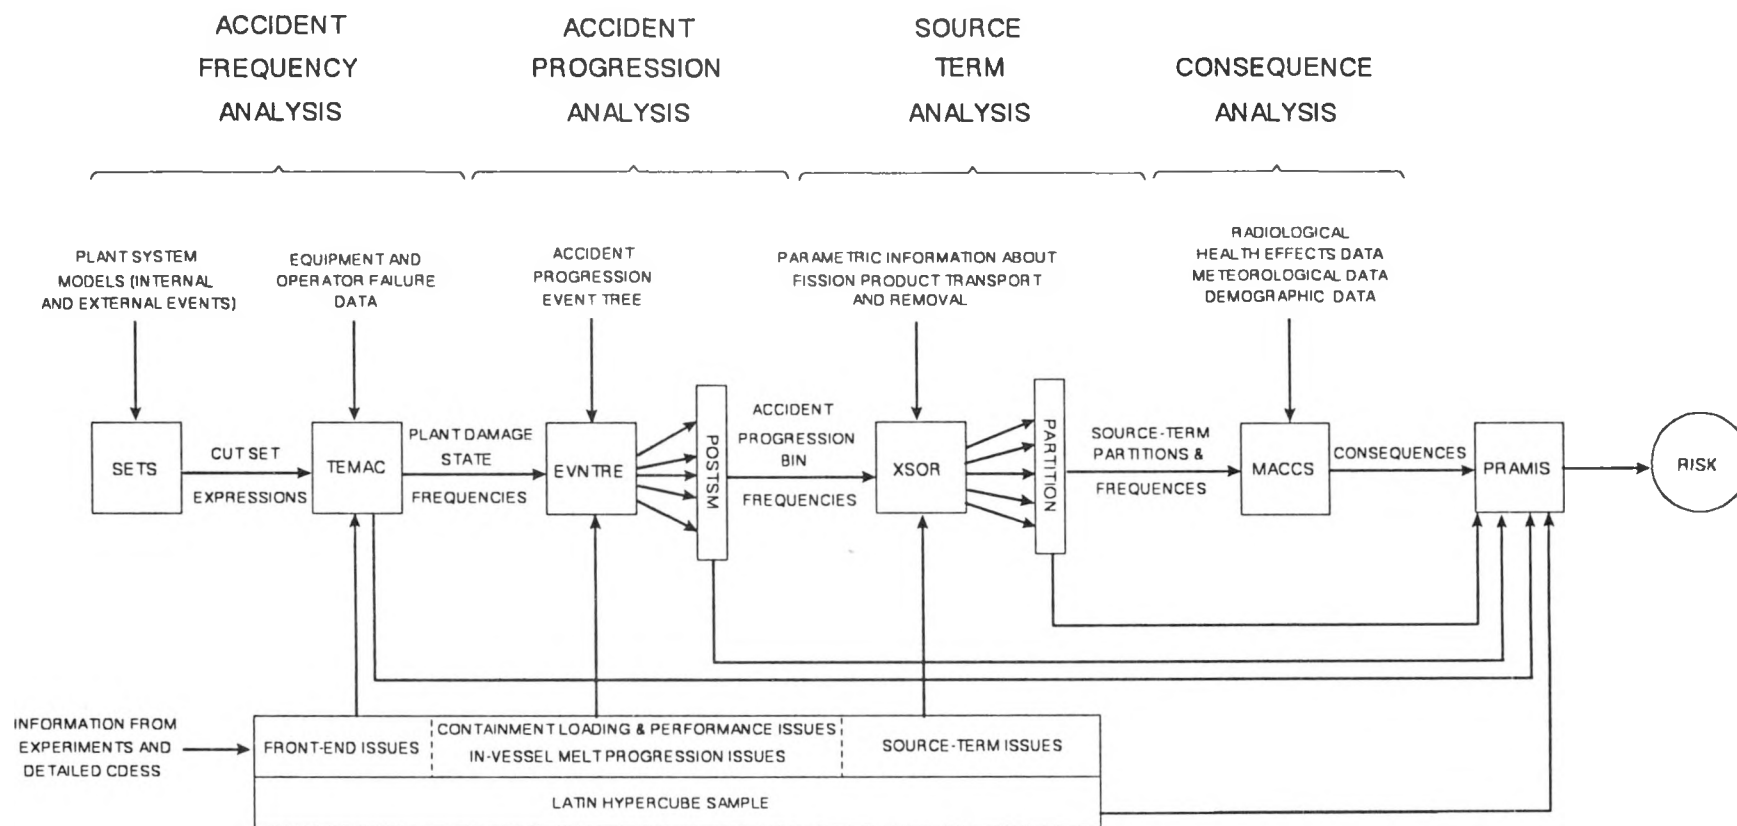 ACCIDENT
FREQUENCY
ANALYSIS
ACCIDENT
PROGRESSION
ANALYSIS
SOURCE
TERM
ANALYSIS
CONSEQUENCE
ANALYSIS
PLANT SYSTEM
MODELS (INTERNAL
AND EXTERNAL EVENTS)
EQUIPMENT AND
OPERATOR FAILURE
DATA
ACCIDENT
PROGRESSION
EVENT TREE
PARAMETRIC INFORMATION ABOUT
FISSION PRODUCT TRANSPORT
AND REMOVAL
RADIOLOGICAL
HEALTH EFFECTS DATA
METEOROLOGICAL DATA
DEMOGRAPHIC DATA
SETS
CUT SET
EXPRESSIONS
TEMAC
PLANT DAMAGE
STATE
FREQUENCIES
EVNTRE
POSTSM
ACCIDENT
PROGRESSION
BIN
FREQUENCIES
XSOR
PARTITION
SOURCE-TERM
PARTITIONS &
FREQUENCES
MACCS
CONSEQUENCES
PRAMIS
RISK
INFORMATION FROM
EXPERIMENTS AND
DETAILED CDESS
FRONT-END ISSUES
CONTAINMENT LOADING & PERFORMANCE ISSUES
IN-VESSEL MELT PROGRESSION ISSUES
SOURCE-TERM ISSUES
LATIN HYPERCUBE SAMPLE